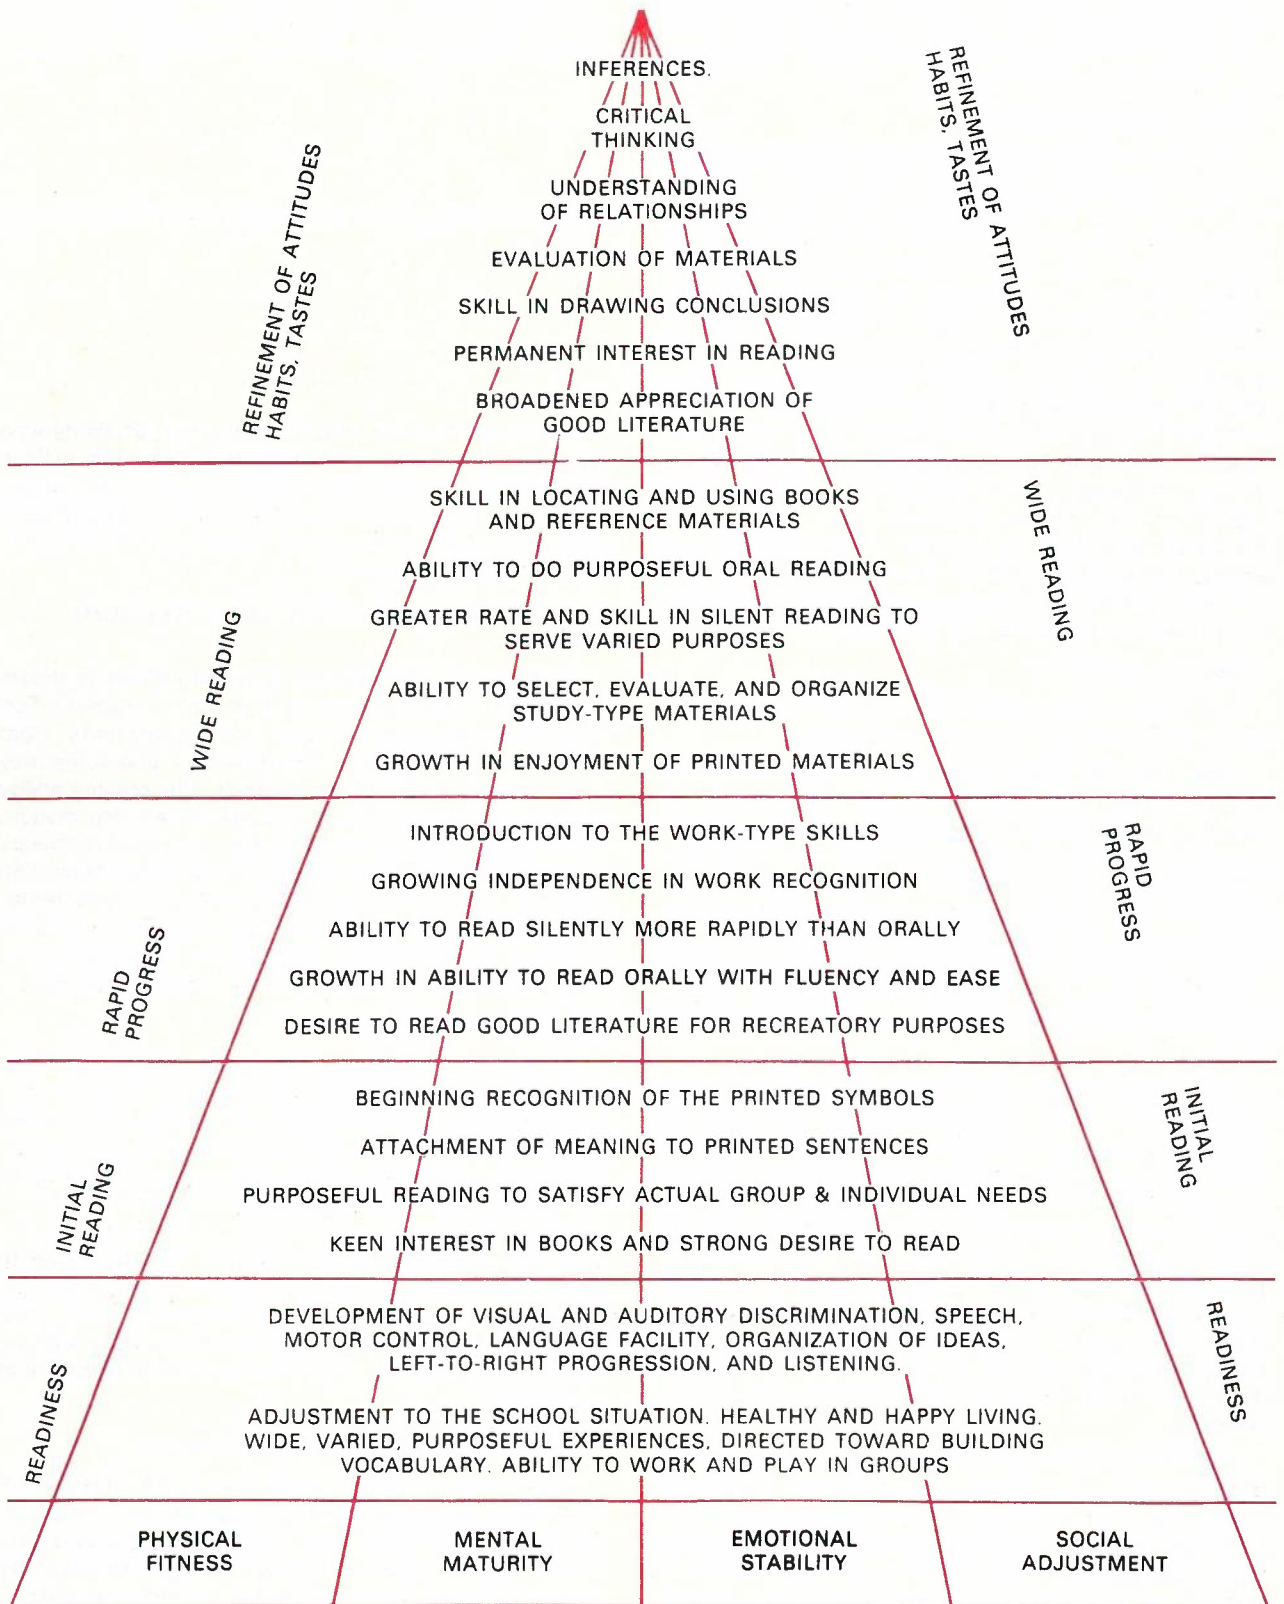 INFERENCES.
CRITICAL
THINKING
UNDERSTANDING
OF RELATIONSHIPS
EVALUATION OF MATERIALS
SKILL IN DRAWING CONCLUSIONS
PERMANENT INTEREST IN READING
BROADENED APPRECIATION OF
GOOD LITERATURE
REFINEMENT OF ATTITUDES
HABITS, TASTES
REFINEMENT OF ATTITUDES
HABITS, TASTES
SKILL IN LOCATING AND USING BOOKS
AND REFERENCE MATERIALS
ABILITY TO DO PURPOSEFUL ORAL READING
GREATER RATE AND SKILL IN SILENT READING TO
SERVE VARIED PURPOSES
ABILITY TO SELECT, EVALUATE, AND ORGANIZE
STUDY-TYPE MATERIALS
GROWTH IN ENJOYMENT OF PRINTED MATERIALS
WIDE READING
WIDE READING
INTRODUCTION TO THE WORK-TYPE SKILLS
GROWING INDEPENDENCE IN WORK RECOGNITION
ABILITY TO READ SILENTLY MORE RAPIDLY THAN ORALLY
GROWTH IN ABILITY TO READ ORALLY WITH FLUENCY AND EASE
DESIRE TO READ GOOD LITERATURE FOR RECREATORY PURPOSES
RAPID
PROGRESS
RAPID
PROGRESS
BEGINNING RECOGNITION OF THE PRINTED SYMBOLS
ATTACHMENT OF MEANING TO PRINTED SENTENCES
PURPOSEFUL READING TO SATISFY ACTUAL GROUP & INDIVIDUAL NEEDS
KEEN INTEREST IN BOOKS AND STRONG DESIRE TO READ
INITIAL
READING
INITIAL
READING
DEVELOPMENT OF VISUAL AND AUDITORY DISCRIMINATION, SPEECH,
MOTOR CONTROL, LANGUAGE FACILITY, ORGANIZATION OF IDEAS,
LEFT-TO-RIGHT PROGRESSION, AND LISTENING.
ADJUSTMENT TO THE SCHOOL SITUATION. HEALTHY AND HAPPY LIVING.
WIDE, VARIED, PURPOSEFUL EXPERIENCES, DIRECTED TOWARD BUILDING
VOCABULARY. ABILITY TO WORK AND PLAY IN GROUPS
READINESS
READINESS
PHYSICAL
FITNESS
MENTAL
MATURITY
EMOTIONAL
STABILITY
SOCIAL
ADJUSTMENT